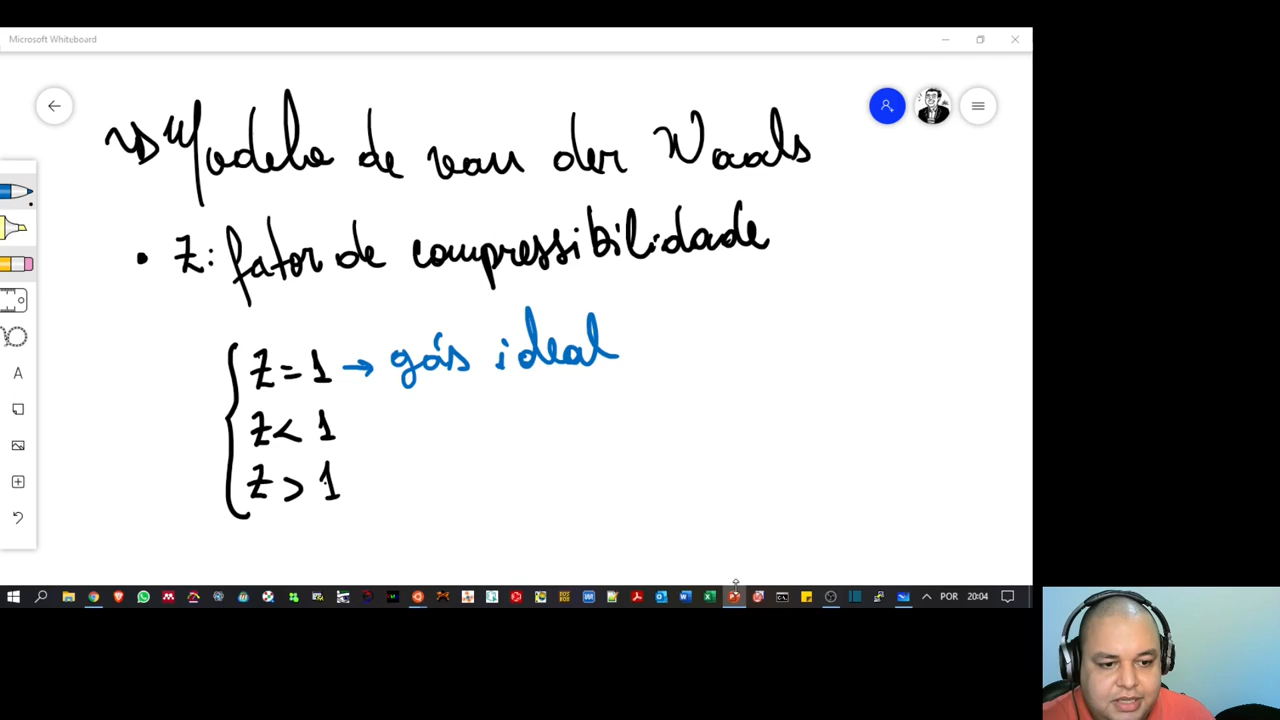 Microsoft Whiteboard
Modelo de van der Waals
• Z: fator de compressibilidade
Z = 1 → gás ideal
Z < 1
Z > 1
A
POR 20:04